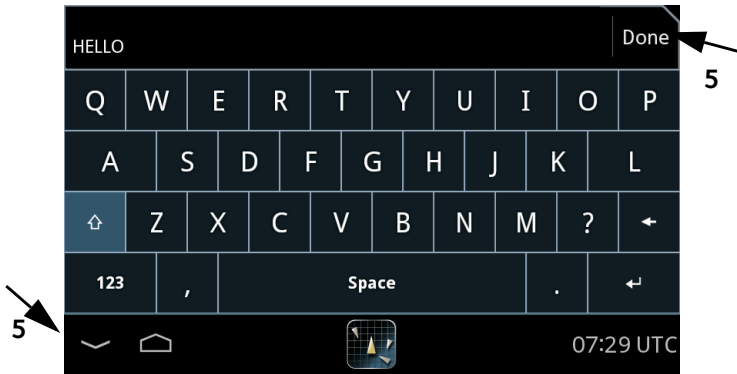 HELLO
Done
5
Q W E R T Y U I O P
A S D F G H J K L
Z X C V B N M ?
123 , Space .
5
07:29 UTC